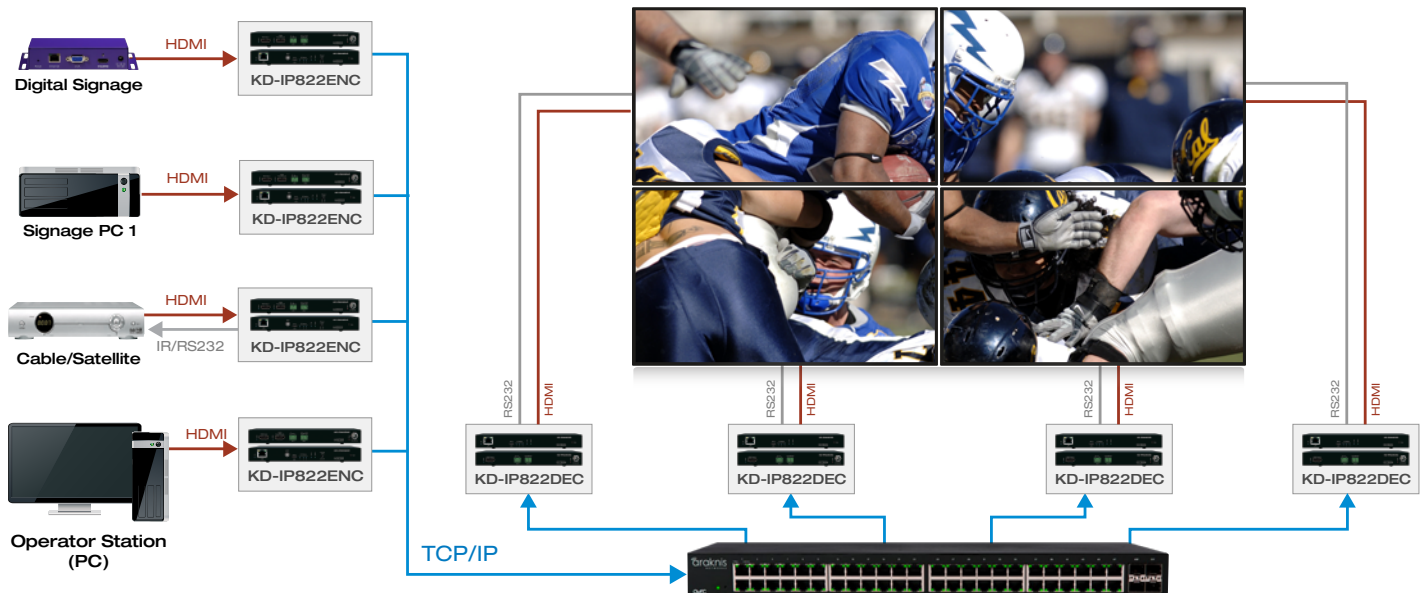 HDMI
KD-IP822ENC
Digital Signage
HDMI
KD-IP822ENC
Signage PC 1
HDMI
IR/RS232
KD-IP822ENC
Cable/Satellite
HDMI
KD-IP822ENC
Operator Station
(PC)
TCP/IP
Cal
44
RS232
HDMI
KD-IP822DEC
RS232
HDMI
KD-IP822DEC
RS232
HDMI
KD-IP822DEC
RS232
HDMI
KD-IP822DEC
araknis